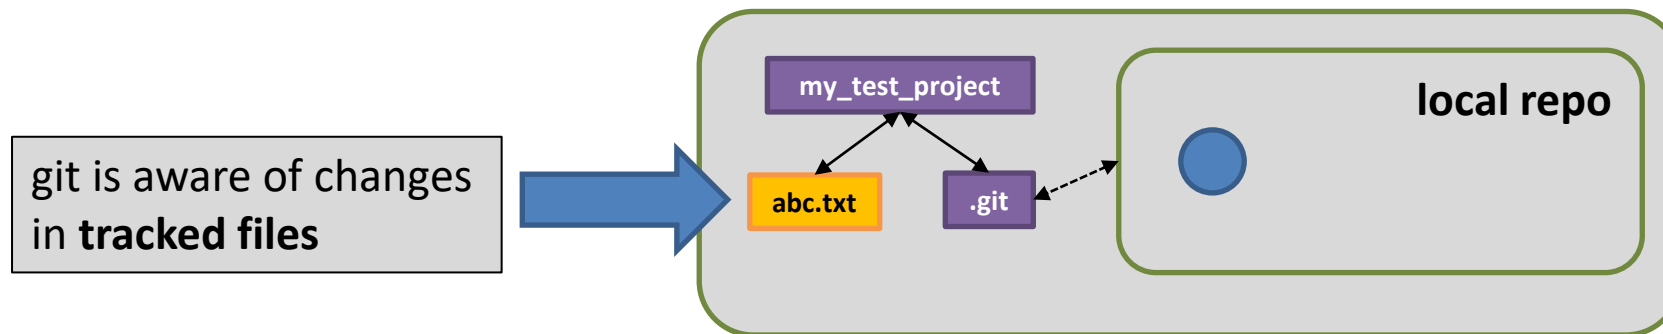 git is aware of changes
in tracked files
my_test_project
abc.txt
.git
local repo